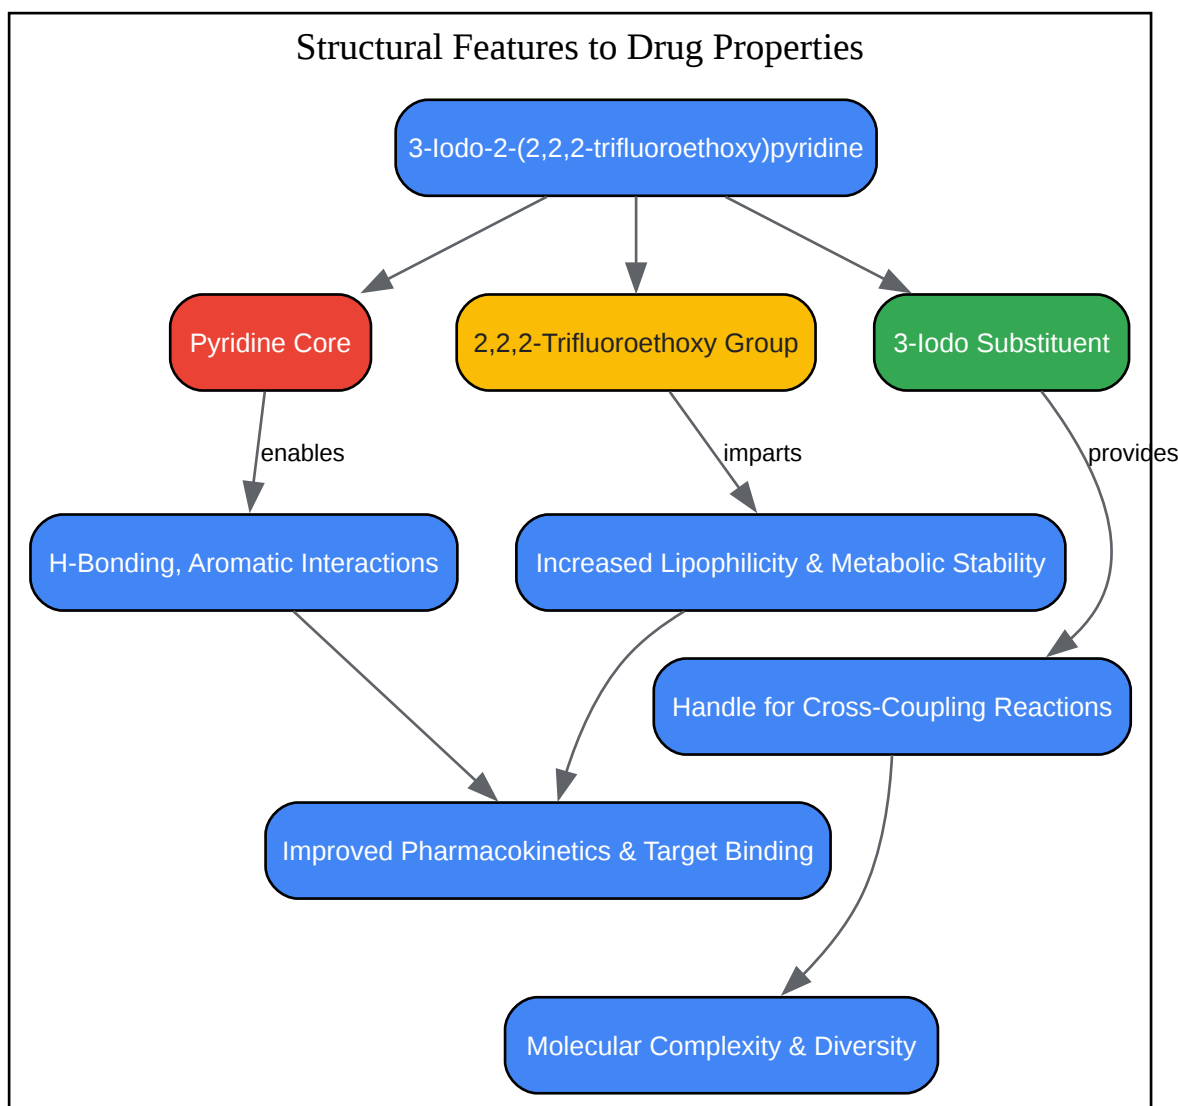 Structural Features to Drug Properties
3-Iodo-2-(2,2,2-trifluoroethoxy)pyridine
Pyridine Core
2,2,2-Trifluoroethoxy Group
3-Iodo Substituent
enables
imparts
provides
H-Bonding, Aromatic Interactions
Increased Lipophilicity & Metabolic Stability
Handle for Cross-Coupling Reactions
Improved Pharmacokinetics & Target Binding
Molecular Complexity & Diversity